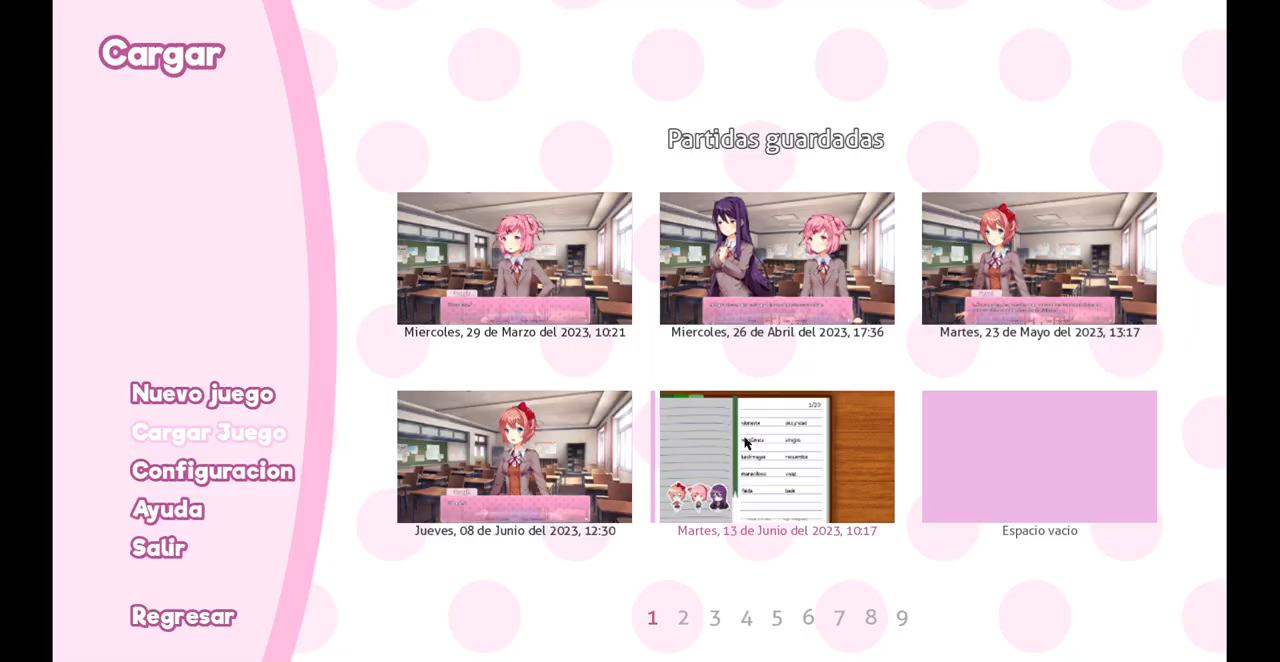 Cargar
Partidas guardadas
Miercoles, 29 de Marzo del 2023, 10:21
Miercoles, 26 de Abril del 2023, 17:36
Martes, 23 de Mayo del 2023, 13:17
1/20
Jueves, 08 de Junio del 2023, 12:30
Martes, 13 de Junio del 2023, 10:17
Espacio vacio
Nuevo juego
Cargar Juego
Configuracion
Ayuda
Salir
Regresar
1 2 3 4 5 6 7 8 9